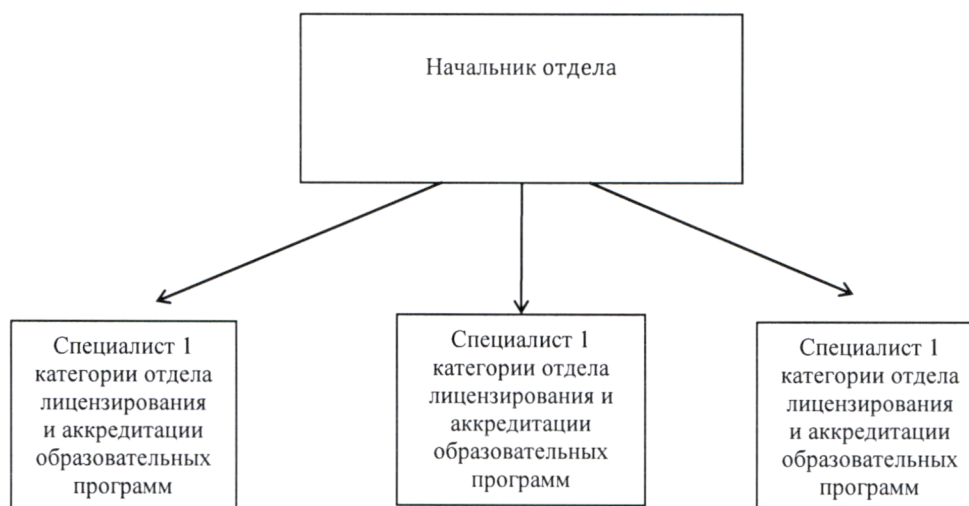 Начальник отдела
Специалист 1
категории отдела
лицензирования
и аккредитации
образовательных
программ
Специалист 1
категории отдела
лицензирования и
аккредитации
образовательных
программ
Специалист 1
категории отдела
лицензирования
и аккредитации
образовательных
программ